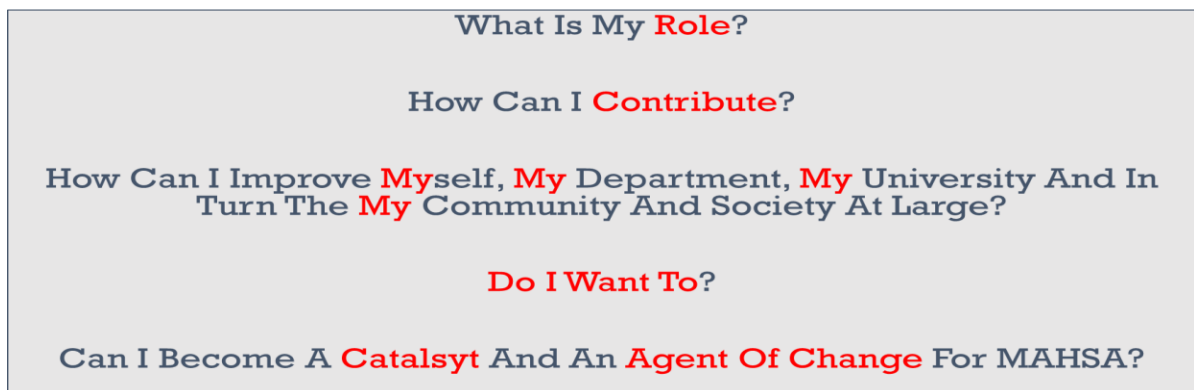 What Is My Role?
How Can I Contribute?
How Can I Improve Myself, My Department, My University And In
Turn The My Community And Society At Large?
Do I Want To?
Can I Become A Catalsyt And An Agent Of Change For MAHSA?